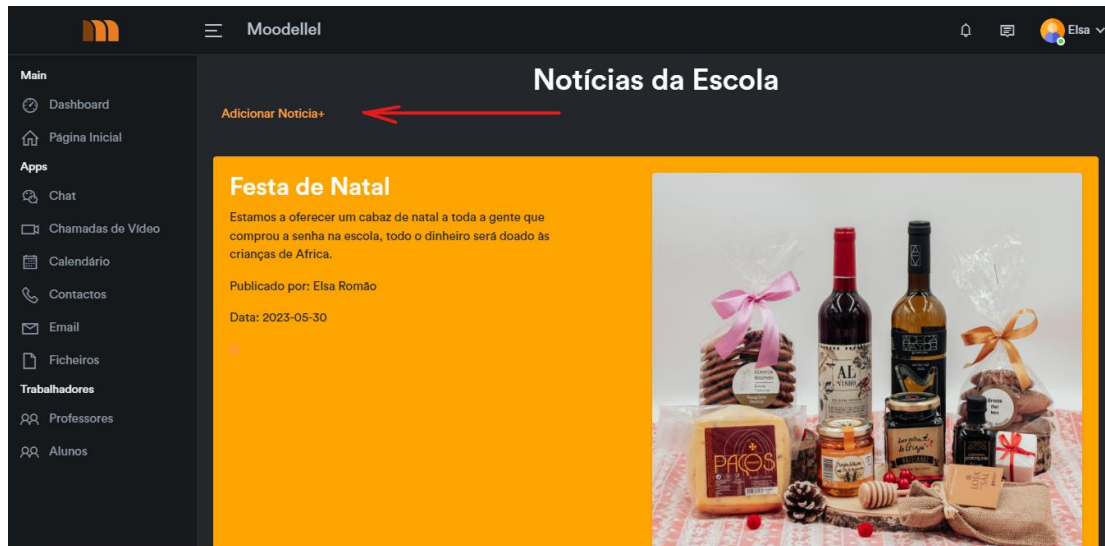 Moodellel
Elsa
Main
Dashboard
Página Inicial
Apps
Chat
Chamadas de Vídeo
Calendário
Contactos
Email
Ficheiros
Trabalhadores
Professores
Alunos
Notícias da Escola
Adicionar Noticia+
Festa de Natal
Estamos a oferecer um cabaz de natal a toda a gente que
comprou a senha na escola, todo o dinheiro será doado às
crianças de Africa.
Publicado por: Elsa Romão
Data: 2023-05-30
AL
VINHO
PAÇOS